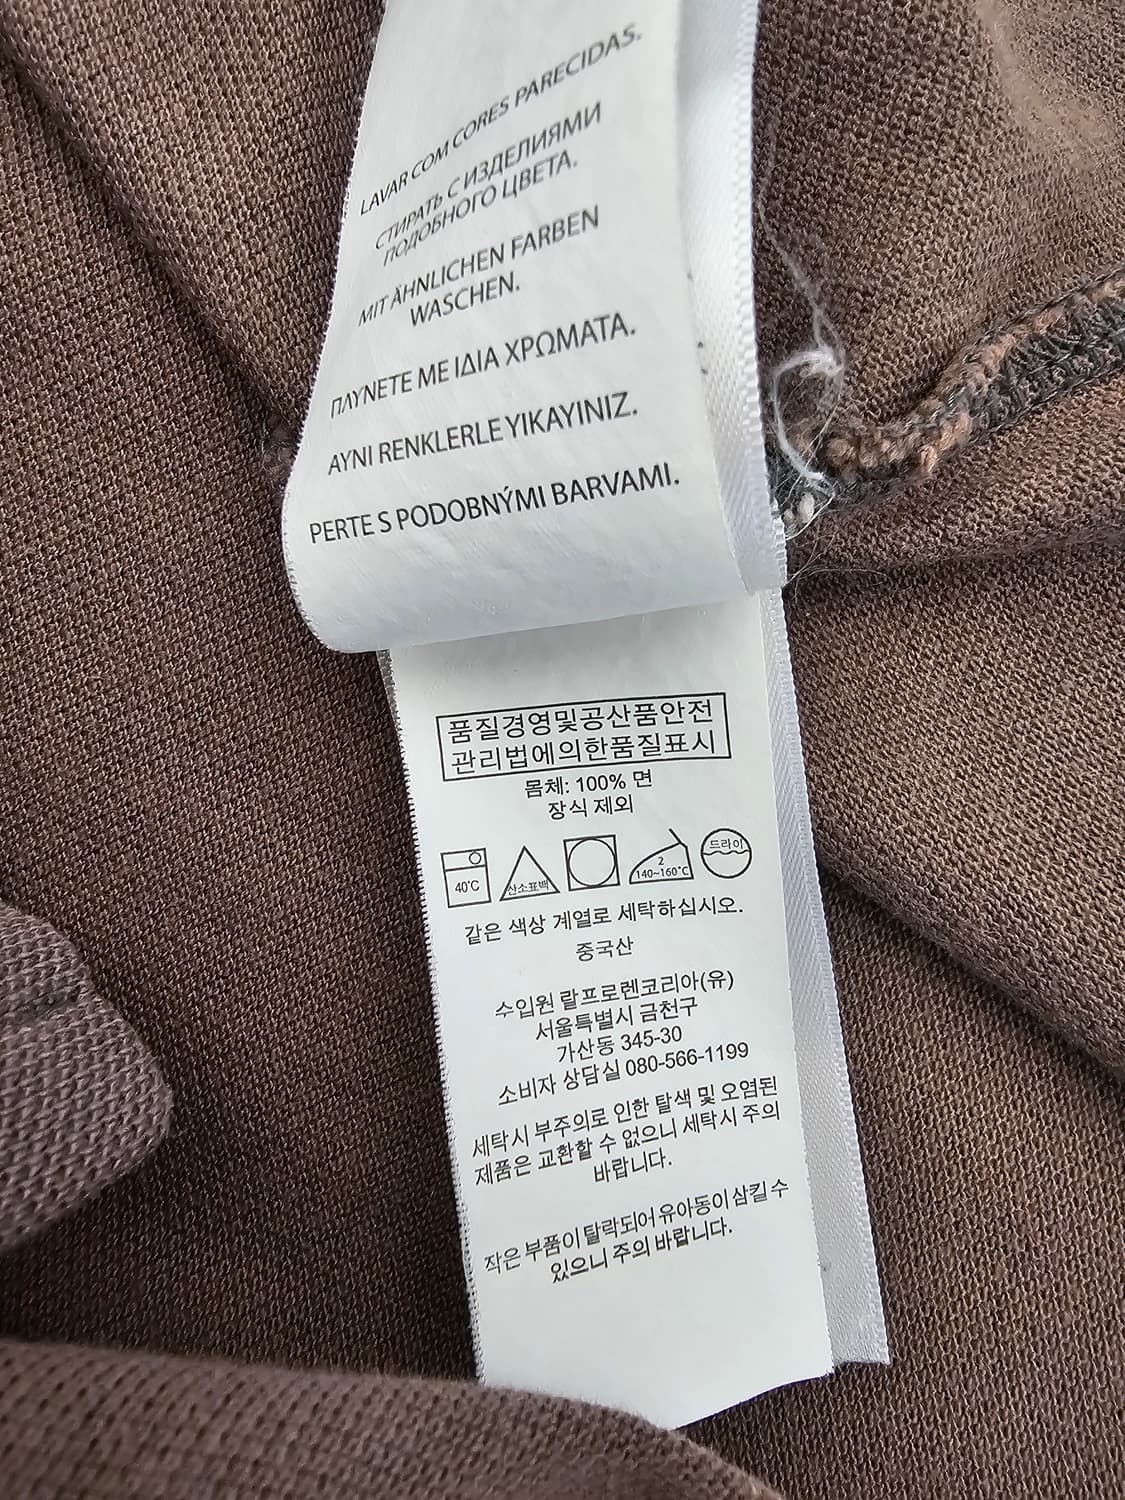 LAVAR COM CORES PARECIDAS.
СТИРАТЬ С ИЗДЕЛИЯМИ
ПОДОБНОГО ЦВЕТА.
MIT ÄHNLICHEN FARBEN
WASCHEN.
ΠΛΥΝΕΤΕ ΜΕ ΙΔΙΑ ΧΡΩΜΑΤΑ.
AYNI RENKLERLE YIKAYINIZ.
PERTE S PODOBNÝMI BARVAMI.
품질경영및공산품안전
관리법에의한품질표시
몸체: 100% 면
장식 제외
40°C 산소표백 2 140~160°C 드라이
같은 색상 계열로 세탁하십시오.
중국산
수입원 랄프로렌코리아(유)
서울특별시 금천구
가산동 345-30
소비자 상담실 080-566-1199
세탁시 부주의로 인한 탈색 및 오염된
제품은 교환할 수 없으니 세탁시 주의
바랍니다.
작은 부품이 탈락되어 유아동이 삼킬 수
있으니 주의 바랍니다.